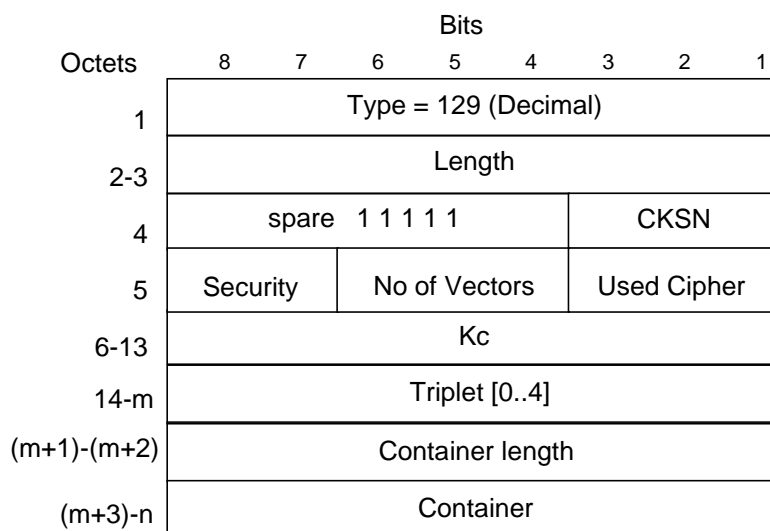 Bits
Octets 8 7 6 5 4 3 2 1
1 Type = 129 (Decimal)
2-3 Length
4 spare 1 1 1 1 1 CKSN
5 Security No of Vectors Used Cipher
6-13 Kc
14-m Triplet [0..4]
(m+1)-(m+2) Container length
(m+3)-n Container